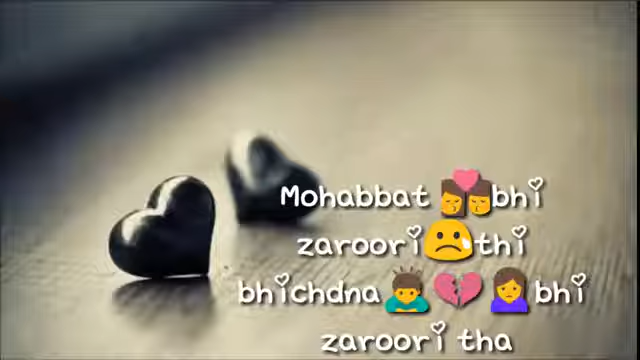 Mohabbat 💏bhi
zaroori😢thi
bhichdna🙇💔🙍bhi
zaroori tha